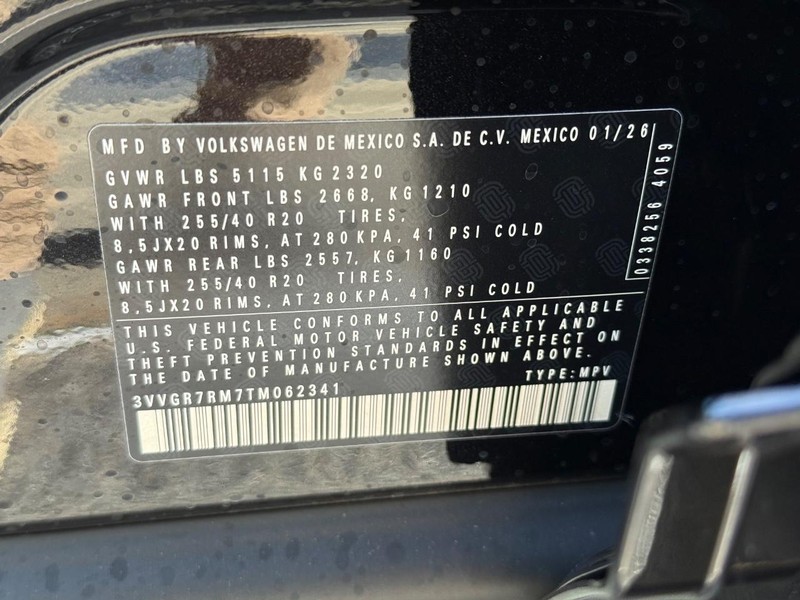 MFD BY VOLKSWAGEN DE MEXICO S.A. DE C.V. MEXICO 01/26
GVWR LBS 5115 KG 2320
GAWR FRONT LBS 2668, KG 1210
WITH 255/40 R20 TIRES,
8,5JX20 RIMS, AT 280 KPA, 41 PSI COLD
GAWR REAR LBS 2557, KG 1160
WITH 255/40 R20 TIRES,
8,5JX20 RIMS, AT 280 KPA, 41 PSI COLD
0338256 4059
THIS VEHICLE CONFORMS TO ALL APPLICABLE
U.S. FEDERAL MOTOR VEHICLE SAFETY AND
THEFT PREVENTION STANDARDS IN EFFECT ON
THE DATE OF MANUFACTURE SHOWN ABOVE.
TYPE: MPV
3VVGR7RM7TM062341